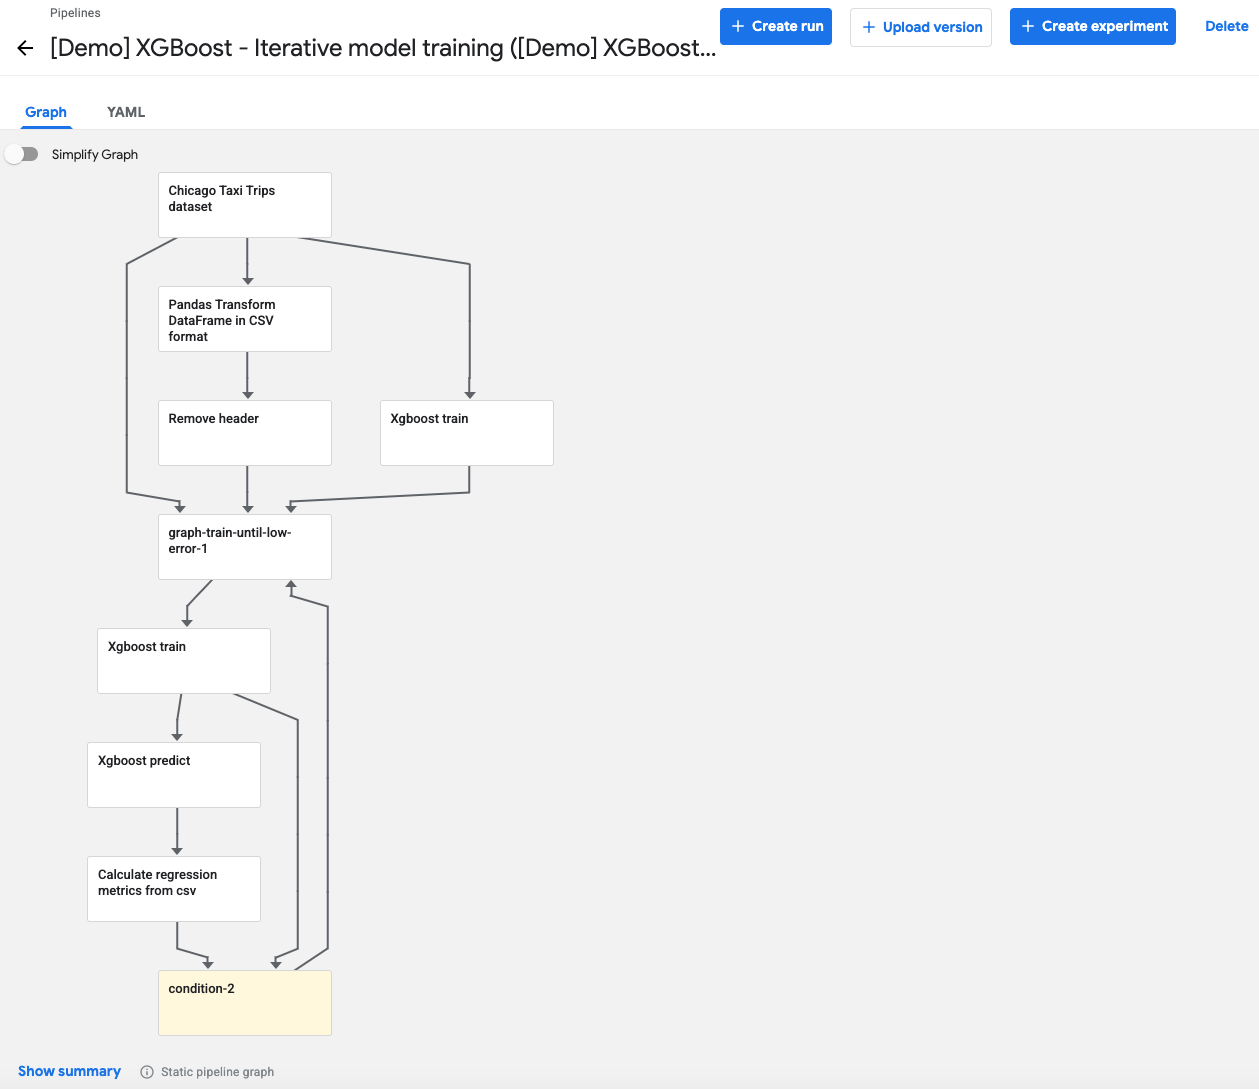 Pipelines
[Demo] XGBoost - Iterative model training ([Demo] XGBoost...
+ Create run
+ Upload version
+ Create experiment
Delete
Graph
YAML
Simplify Graph
Chicago Taxi Trips
dataset
Pandas Transform
DataFrame in CSV
format
Remove header
Xgboost train
graph-train-until-low-
error-1
Xgboost train
Xgboost predict
Calculate regression
metrics from csv
condition-2
Show summary
Static pipeline graph